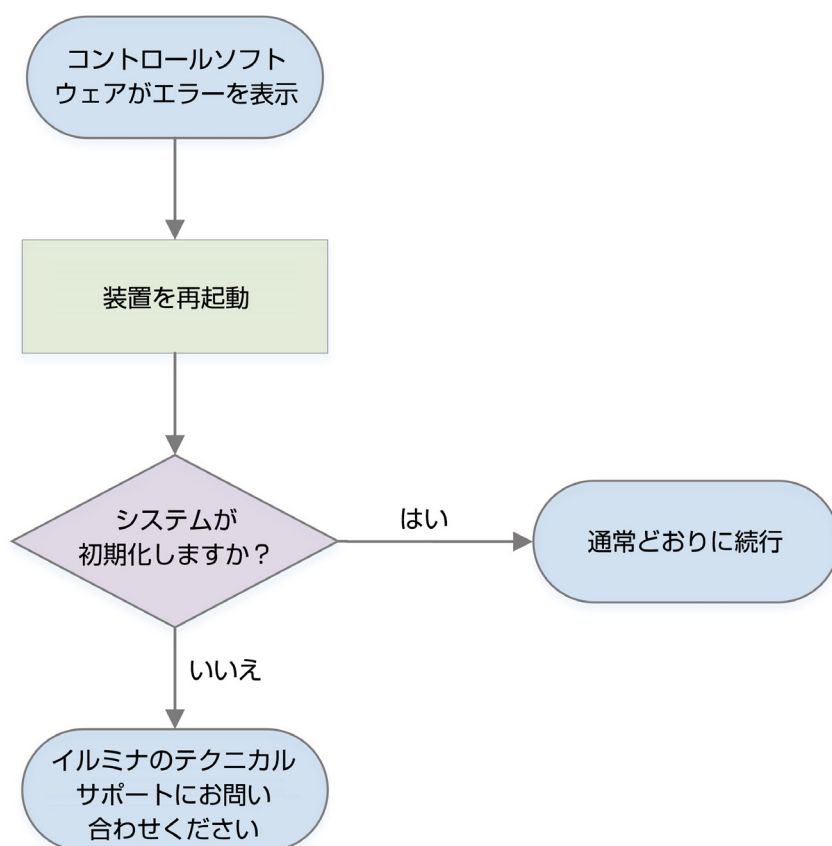 コントロールソフト
ウェアがエラーを表示
装置を再起動
システムが
初期化しますか？
はい
通常どおりに続行
いいえ
イルミナのテクニカル
サポートにお問い
合わせください